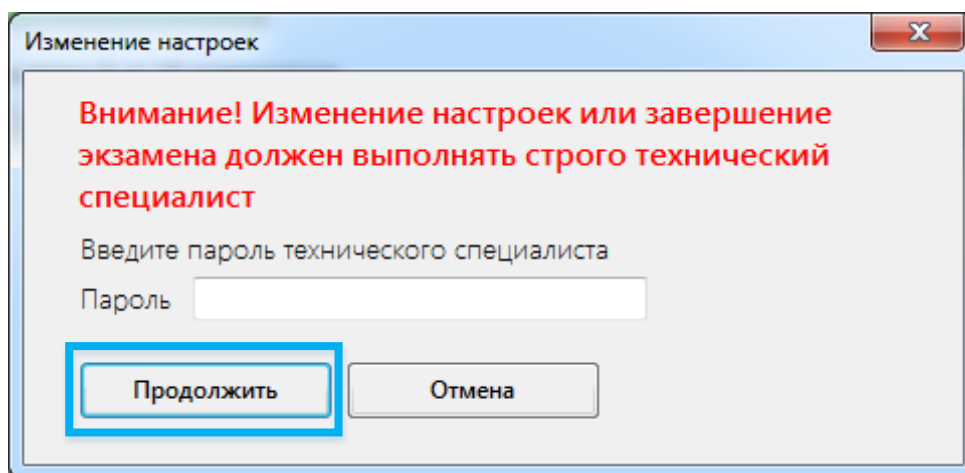 Изменение настроек
Внимание! Изменение настроек или завершение
экзамена должен выполнять строго технический
специалист
Введите пароль технического специалиста
Пароль
Продолжить Отмена